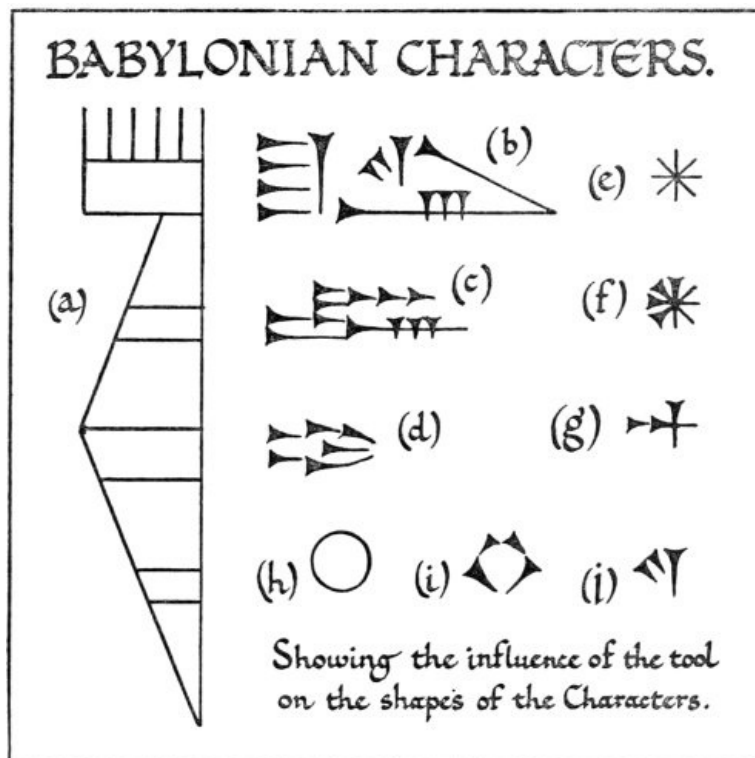 BABYLONIAN CHARACTERS.
(a)
(b)
(c)
(d)
(e)
(f)
(g)
(h)
(i)
(j)
Showing the influence of the tool
on the shapes of the Characters.